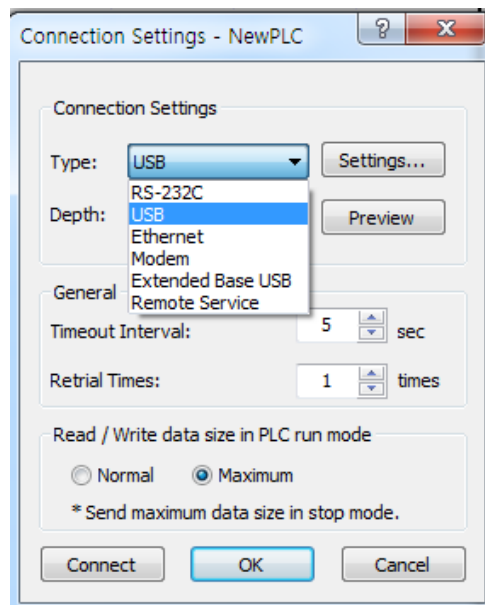 Connection Settings - NewPLC
?
X
Connection Settings
Type:
USB
Settings...
RS-232C
USB
Ethernet
Modem
Extended Base USB
Remote Service
Depth:
Preview
General
Timeout Interval:
5
sec
Retrial Times:
1
times
Read / Write data size in PLC run mode
Normal
Maximum
* Send maximum data size in stop mode.
Connect
OK
Cancel